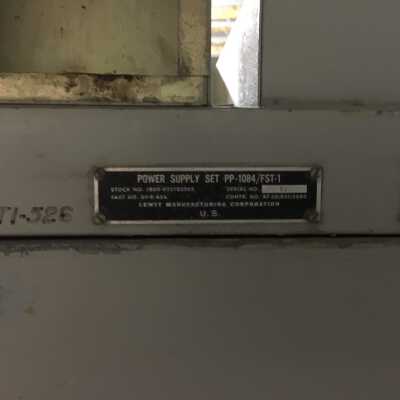 POWER SUPPLY SET PP-1084/FST-1
STOCK NO. SERIAL NO.
PART NO. CONTR. NO.
LEWYT MANUFACTURING CORPORATION
U. S.
TI-526